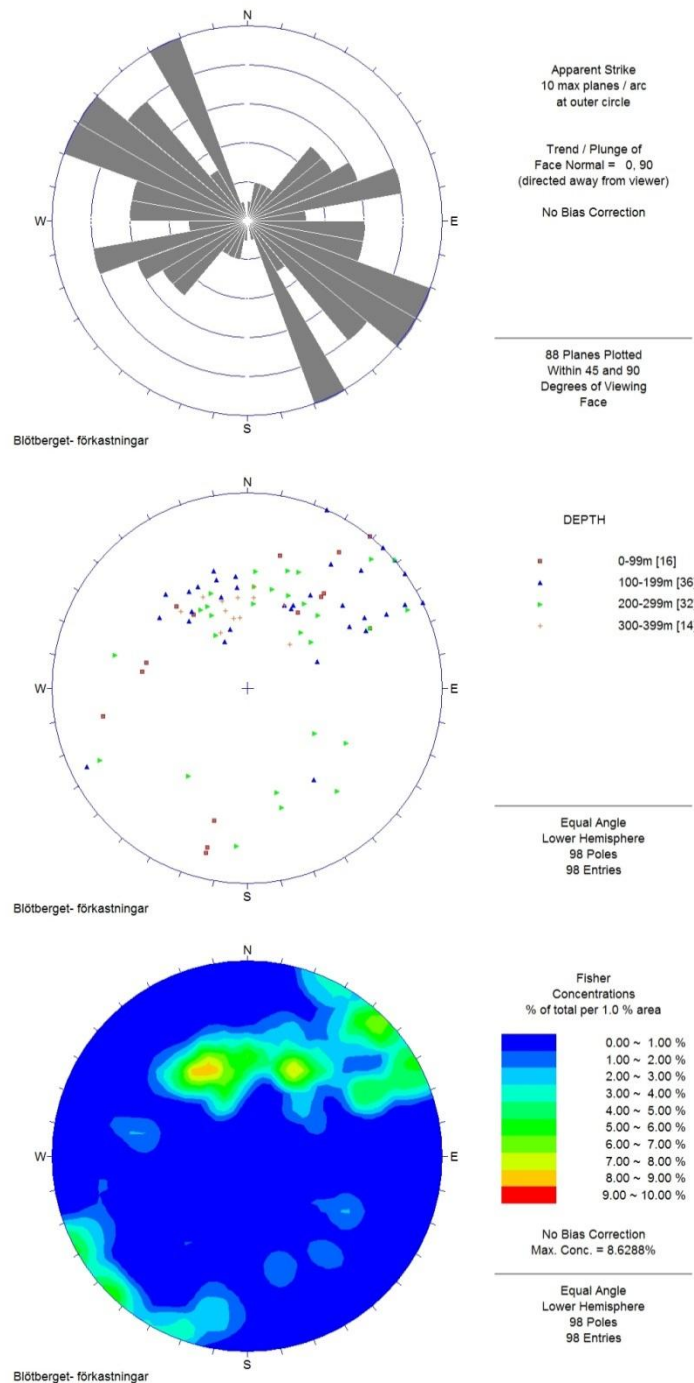 N
W
E
S
Apparent Strike
10 max planes / arc
at outer circle
Trend / Plunge of
Face Normal = 0, 90
(directed away from viewer)
No Bias Correction
88 Planes Plotted
Within 45 and 90
Degrees of Viewing
Face
Blötberget- förkastningar
N
W
E
S
DEPTH
0-99m [16]
100-199m [36]
200-299m [32]
300-399m [14]
Equal Angle
Lower Hemisphere
98 Poles
98 Entries
Blötberget- förkastningar
N
W
E
S
Fisher
Concentrations
% of total per 1.0 % area
0.00 ~ 1.00 %
1.00 ~ 2.00 %
2.00 ~ 3.00 %
3.00 ~ 4.00 %
4.00 ~ 5.00 %
5.00 ~ 6.00 %
6.00 ~ 7.00 %
7.00 ~ 8.00 %
8.00 ~ 9.00 %
9.00 ~ 10.00 %
No Bias Correction
Max. Conc. = 8.6288%
Equal Angle
Lower Hemisphere
98 Poles
98 Entries
Blötberget- förkastningar